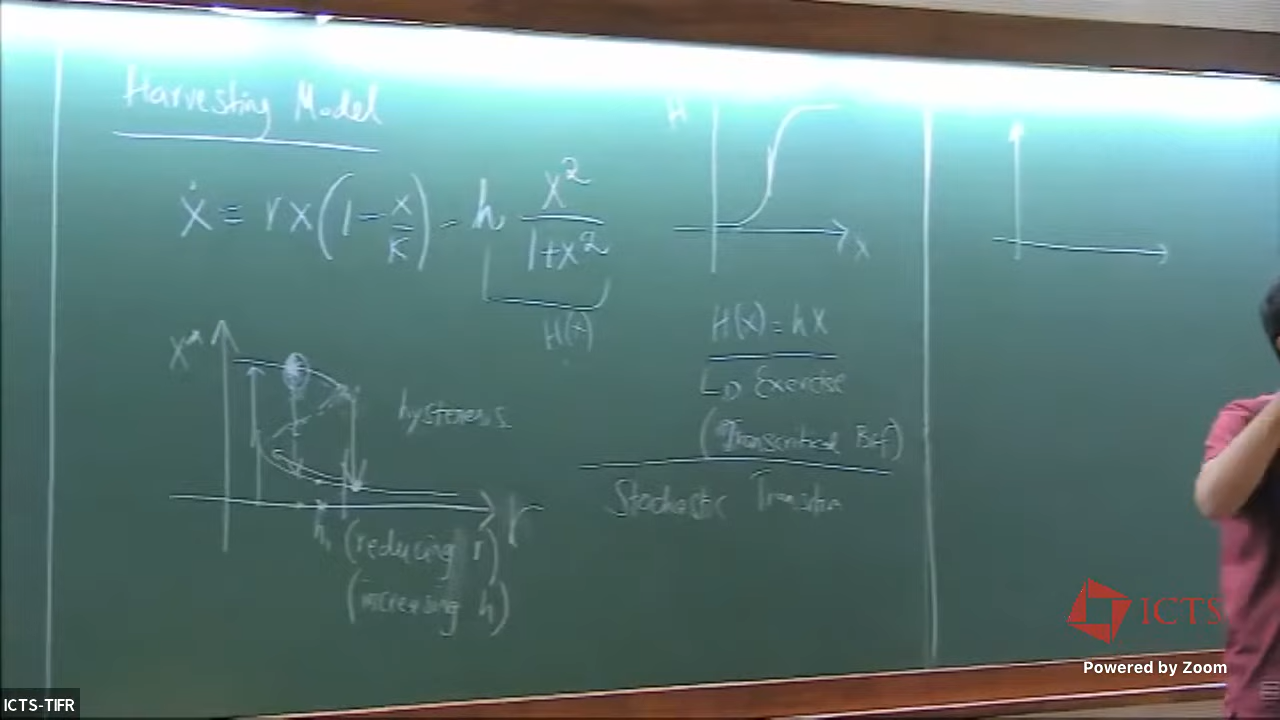 Harvesting Model
ẋ = rx(1 - x/K) - h x²/(1+x²)
H(x)
x*
hysteresis
h,
r
(reducing r)
(increasing h)
H
x
H(x) = hx
↳ Exercise
(Transcritical Bif)
Stochastic Transition
ICTS
Powered by Zoom
ICTS-TIFR